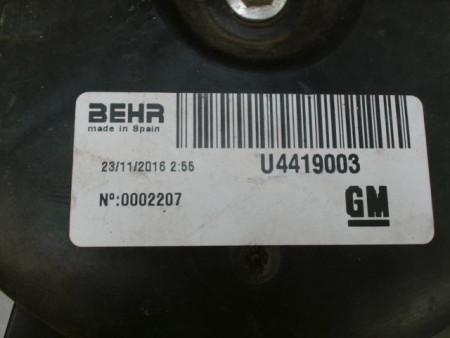 BEHR
made in Spain
23/11/2016 2:55
U4419003
Nº:0002207
GM